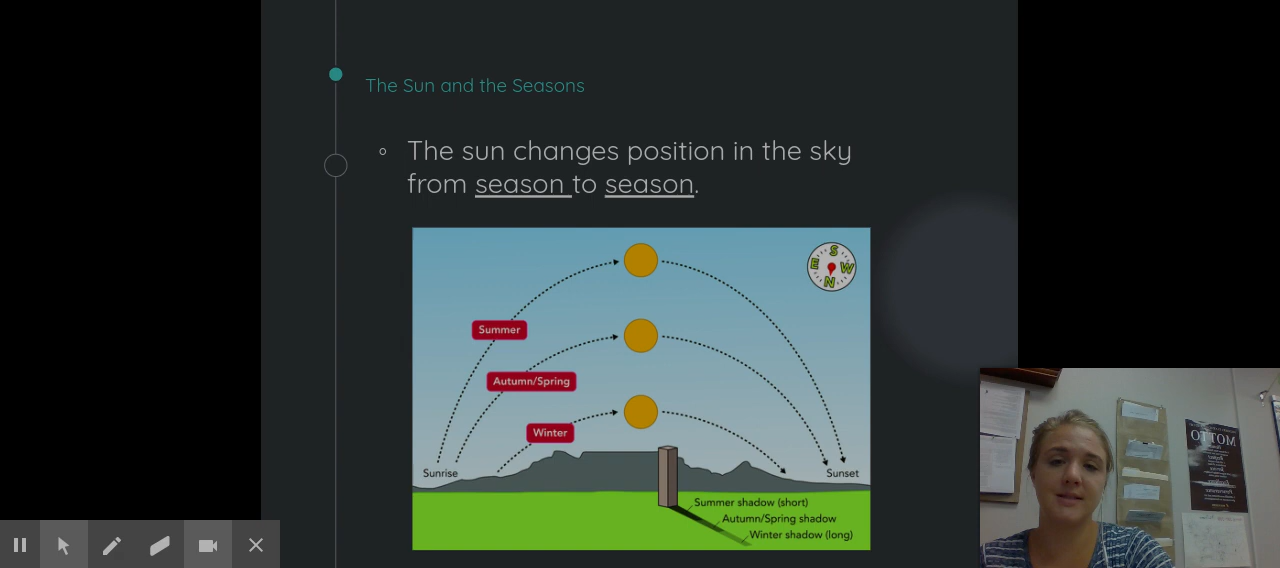 The Sun and the Seasons
The sun changes position in the sky
from season to season.
S
E W
N
Summer
Autumn/Spring
Winter
Sunrise
Sunset
Summer shadow (short)
Autumn/Spring shadow
Winter shadow (long)
MOTTO